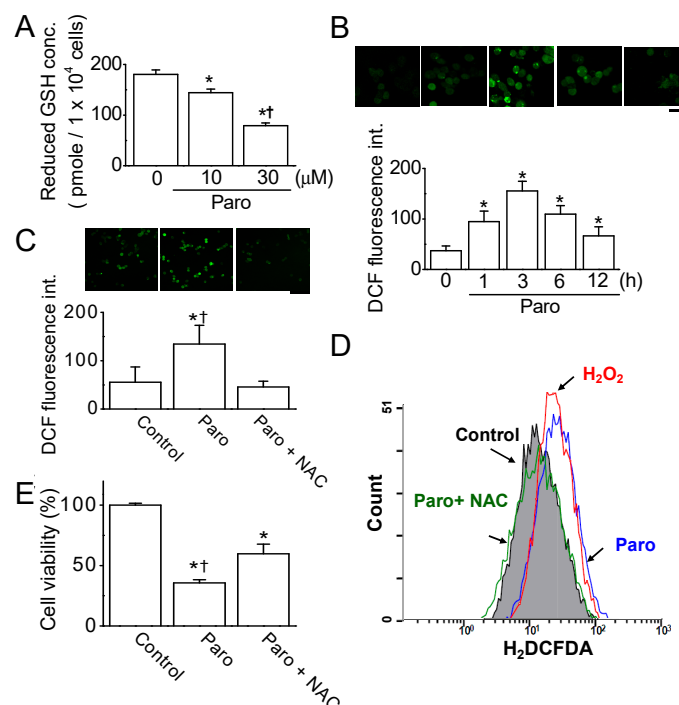 A
Reduced GSH conc.
( pmole / 1 x 10⁴ cells)
200
100
0
*
*†
0 10 30 (μM)
Paro
B
DCF fluorescence int.
200
100
0
* * * *
0 1 3 6 12 (h)
Paro
C
DCF fluorescence int.
200
100
0
*†
Control Paro Paro + NAC
D
Count
51
0
H₂O₂
Control
Paro+ NAC
Paro
10⁰ 10¹ 10² 10³
H₂DCFDA
E
Cell viability (%)
100
50
0
*†
*
Control Paro Paro + NAC